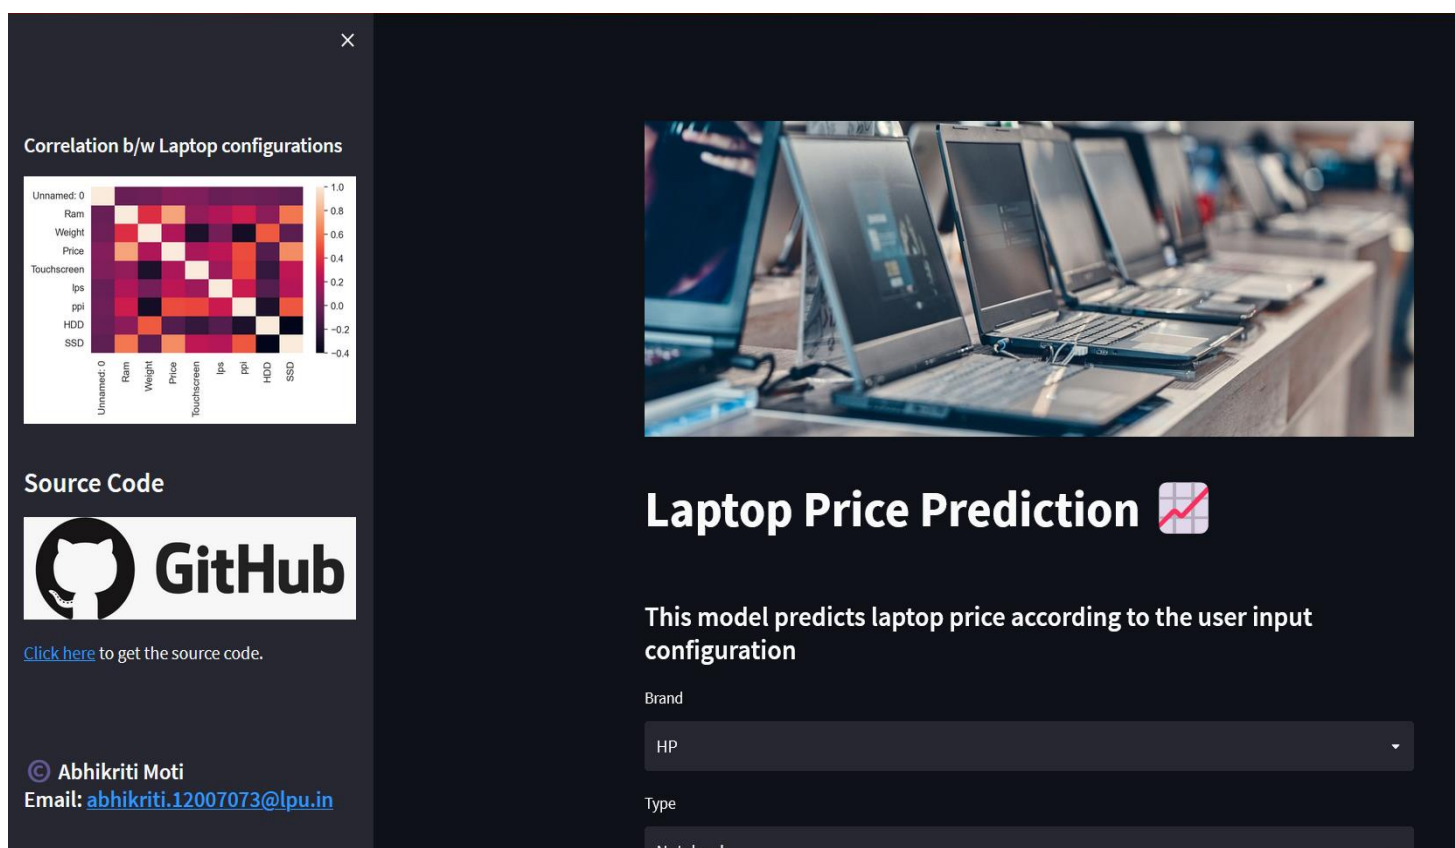 ×
Correlation b/w Laptop configurations
Unnamed: 0
Ram
Weight
Price
Touchscreen
Ips
ppi
HDD
SSD
1.0
0.8
0.6
0.4
0.2
0.0
−0.2
−0.4
Unnamed: 0
Ram
Weight
Price
Touchscreen
Ips
ppi
HDD
SSD
Source Code
GitHub
Click here to get the source code.
© Abhikriti Moti
Email: abhikriti.12007073@lpu.in
Laptop Price Prediction
This model predicts laptop price according to the user input
configuration
Brand
HP
Type